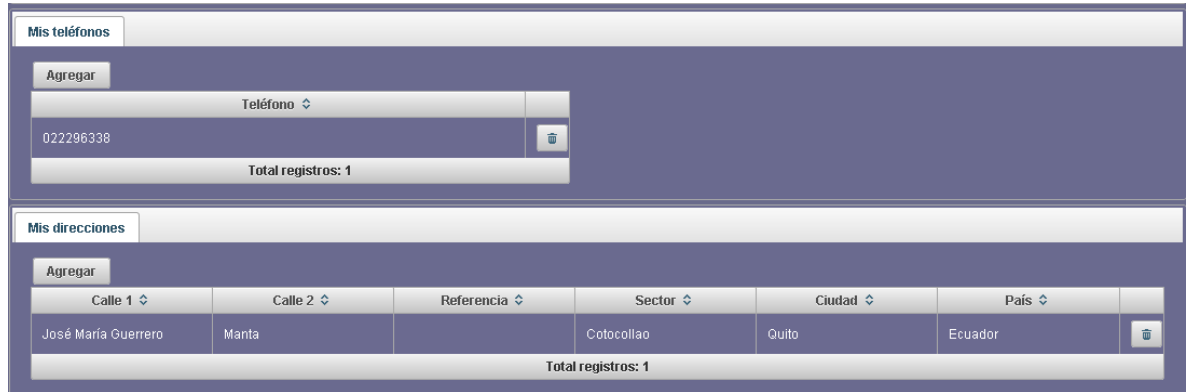 Mis teléfonos
Agregar
Teléfono
022296338
Total registros: 1
Mis direcciones
Agregar
Calle 1 Calle 2 Referencia Sector Ciudad País
José María Guerrero Manta Cotocollao Quito Ecuador
Total registros: 1